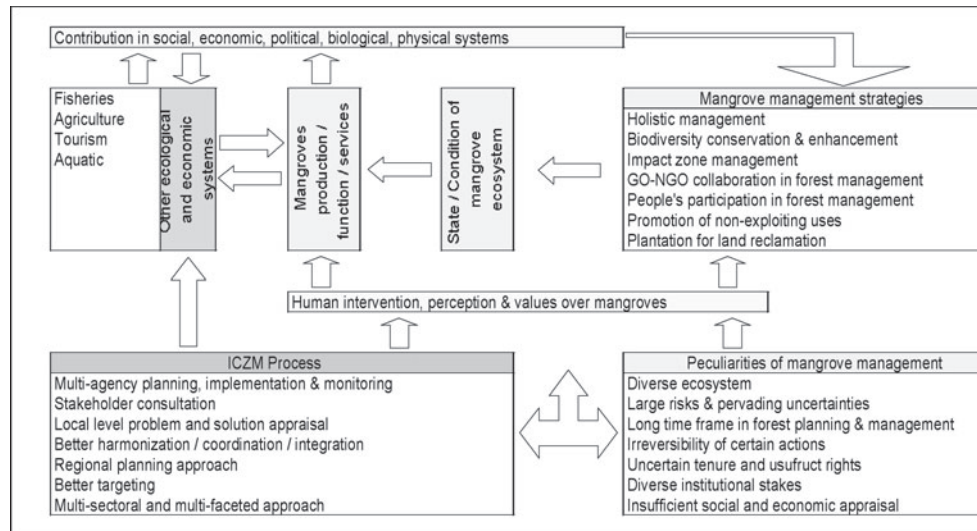 Contribution in social, economic, political, biological, physical systems
Fisheries
Agriculture
Tourism
Aquatic
Other ecological
and economic
systems
Mangroves
production /
function / services
State / Condition of
mangrove
ecosystem
Mangrove management strategies
Holistic management
Biodiversity conservation & enhancement
Impact zone management
GO-NGO collaboration in forest management
People's participation in forest management
Promotion of non-exploiting uses
Plantation for land reclamation
Human intervention, perception & values over mangroves
ICZM Process
Multi-agency planning, implementation & monitoring
Stakeholder consultation
Local level problem and solution appraisal
Better harmonization / coordination / integration
Regional planning approach
Better targeting
Multi-sectoral and multi-faceted approach
Peculiarities of mangrove management
Diverse ecosystem
Large risks & pervading uncertainties
Long time frame in forest planning & management
Irreversibility of certain actions
Uncertain tenure and usufruct rights
Diverse institutional stakes
Insufficient social and economic appraisal